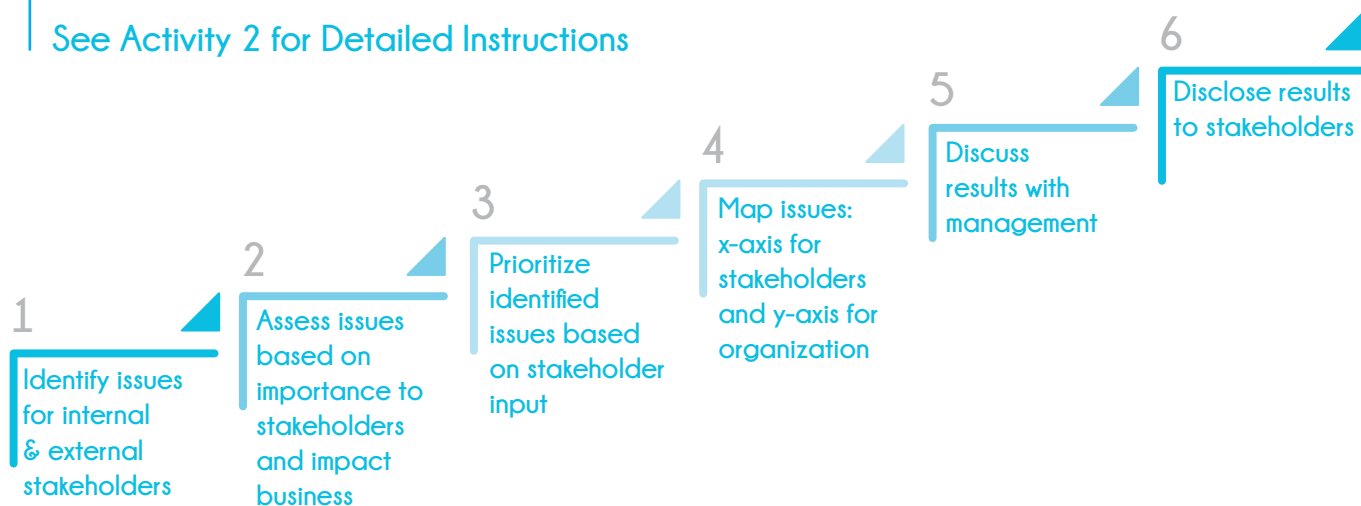 See Activity 2 for Detailed Instructions
1
Identify issues
for internal
& external
stakeholders
2
Assess issues
based on
importance to
stakeholders
and impact
business
3
Prioritize
identified
issues based
on stakeholder
input
4
Map issues:
x-axis for
stakeholders
and y-axis for
organization
5
Discuss
results with
management
6
Disclose results
to stakeholders